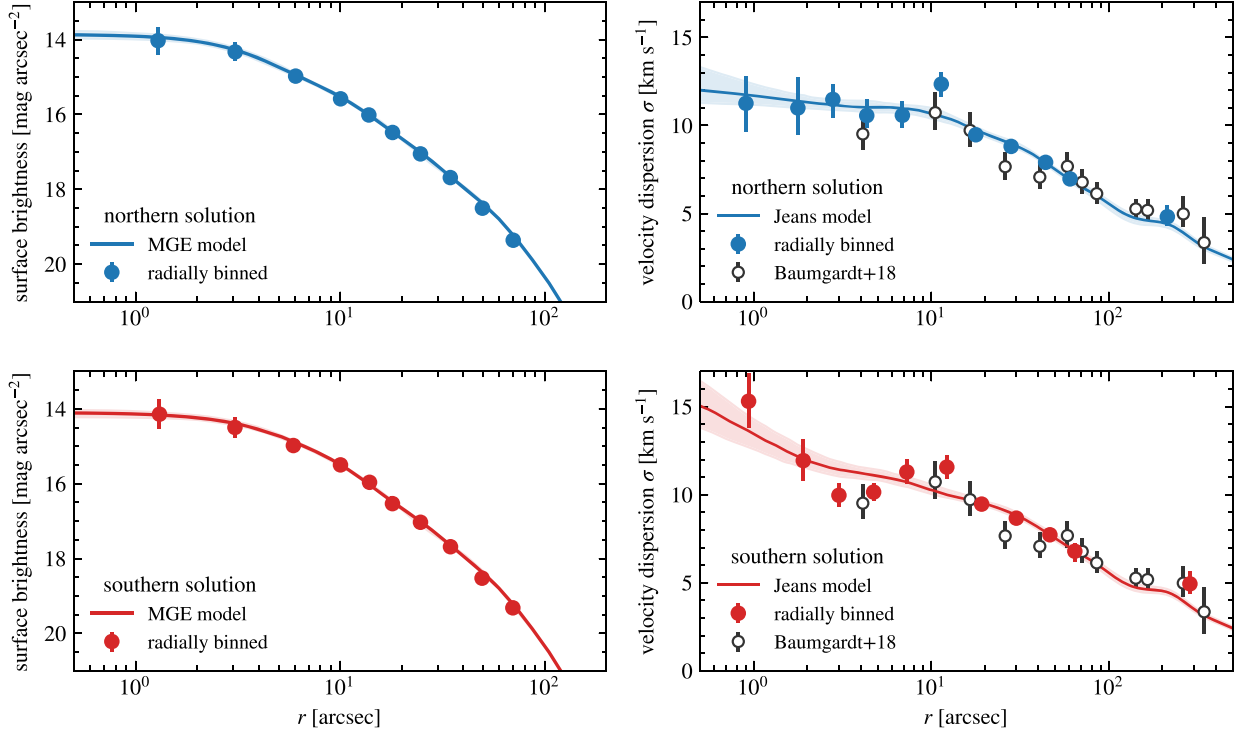 surface brightness [mag arcsec⁻²]
14
16
18
20
northern solution
MGE model
radially binned
10⁰
10¹
10²
velocity dispersion σ [km s⁻¹]
15
10
5
0
northern solution
Jeans model
radially binned
Baumgardt+18
10⁰
10¹
10²
surface brightness [mag arcsec⁻²]
14
16
18
20
southern solution
MGE model
radially binned
10⁰
10¹
10²
r [arcsec]
velocity dispersion σ [km s⁻¹]
15
10
5
0
southern solution
Jeans model
radially binned
Baumgardt+18
10⁰
10¹
10²
r [arcsec]